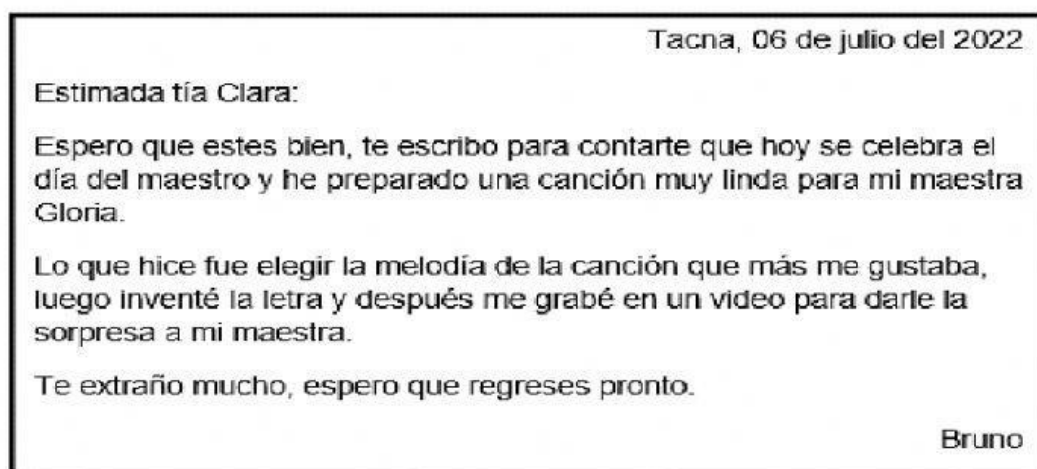 Tacna, 06 de julio del 2022
Estimada tía Clara:
Espero que estes bien, te escribo para contarte que hoy se celebra el
día del maestro y he preparado una canción muy linda para mi maestra
Gloria.
Lo que hice fue elegir la melodía de la canción que más me gustaba,
luego inventé la letra y después me grabé en un video para darle la
sorpresa a mi maestra.
Te extraño mucho, espero que regreses pronto.
Bruno